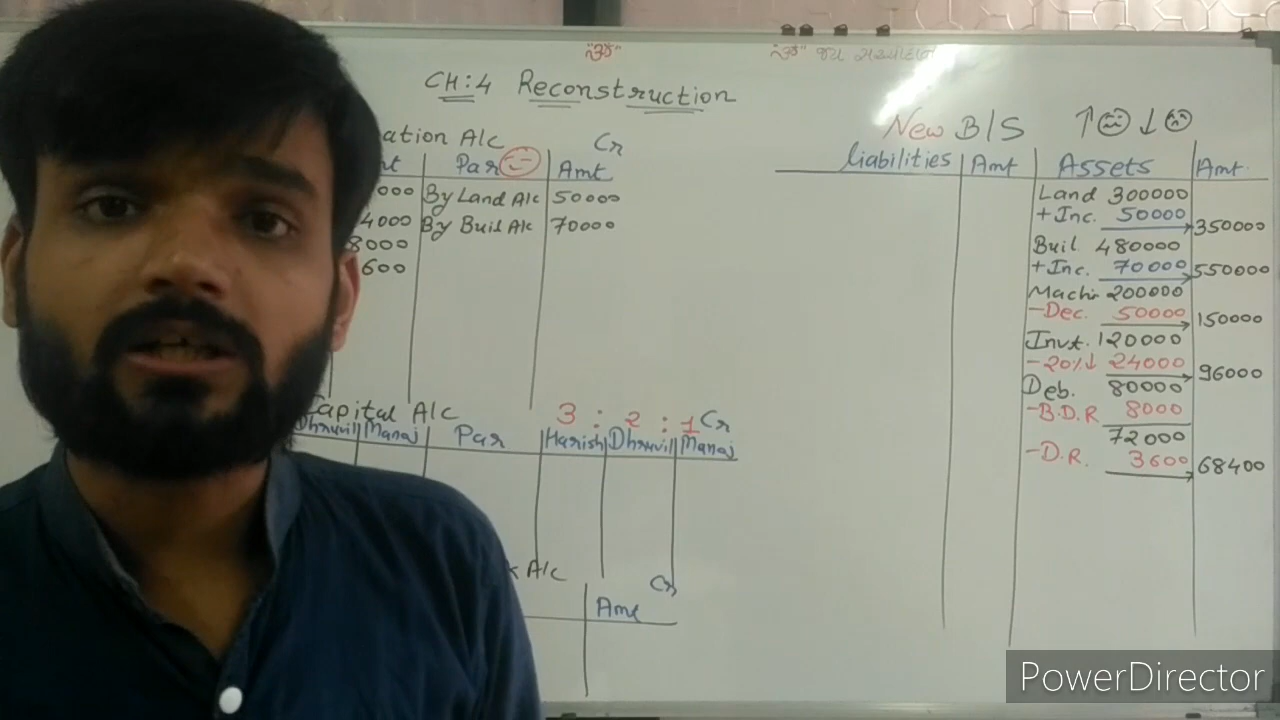 "ૐ"
"ૐ" જય
CH:4 Reconstruction
ation A/c Cr
Par Amt
000 By Land A/c 50000
4000 By Buil A/c 70000
8000
600
Capital A/c 3 : 2 : 1 Cr
Dhruvil Manoj Par Harish Dhruvil Manoj
A/c Cr
Amt
New B/S ↑ ↓
Liabilities Amt Assets Amt
Land 300000
+Inc. 50000 350000
Buil. 480000
+Inc. 70000 550000
Machi 200000
-Dec. 50000 150000
Invt. 120000
-20%↓ 24000 96000
Deb. 80000
-B.D.R 8000
72000
-D.R. 3600 68400
PowerDirector